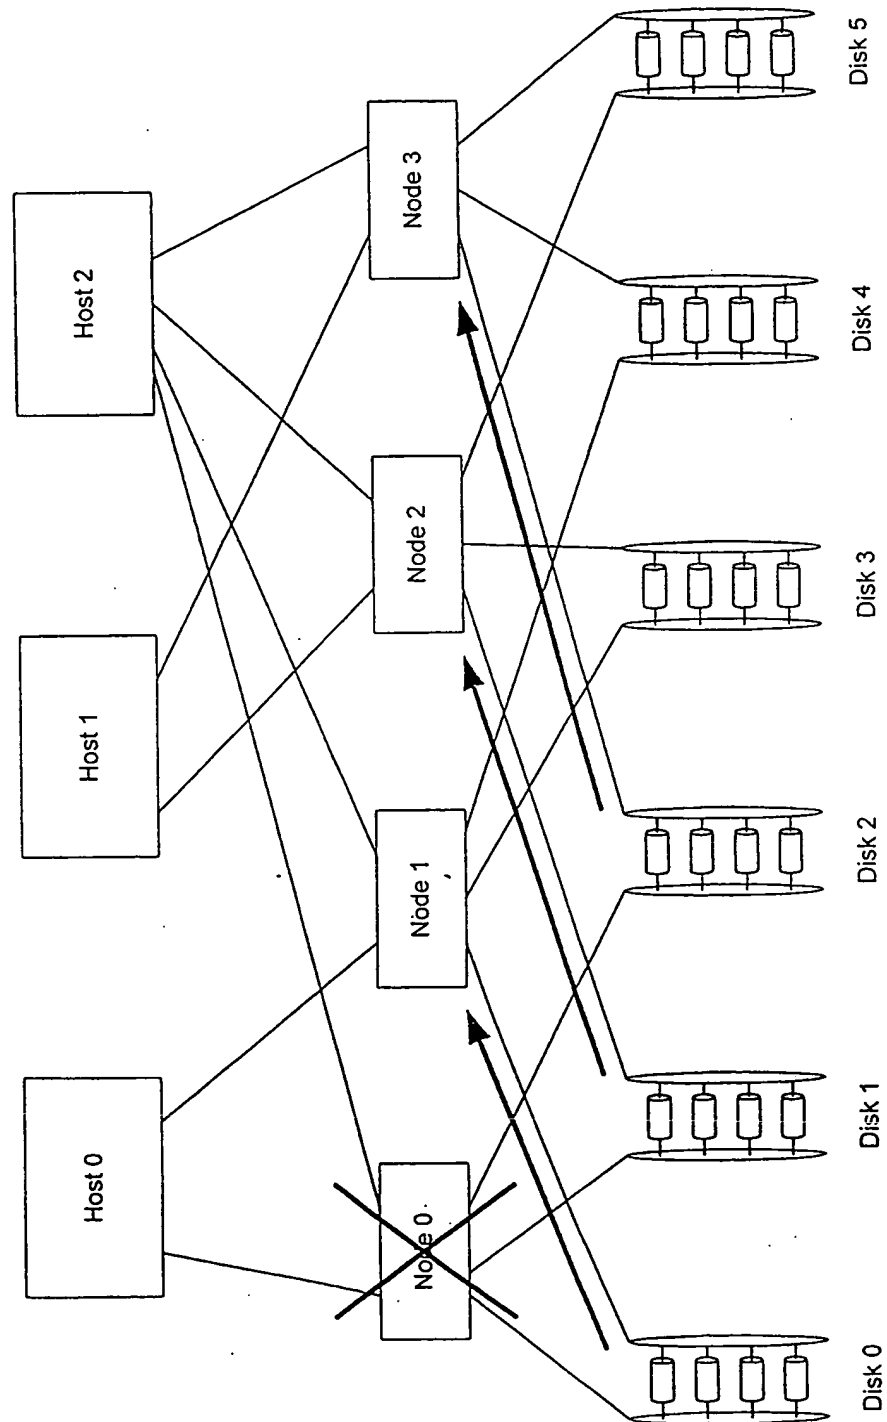 Host 0
Host 1
Host 2
Node 0
Node 1
Node 2
Node 3
Disk 0
Disk 1
Disk 2
Disk 3
Disk 4
Disk 5